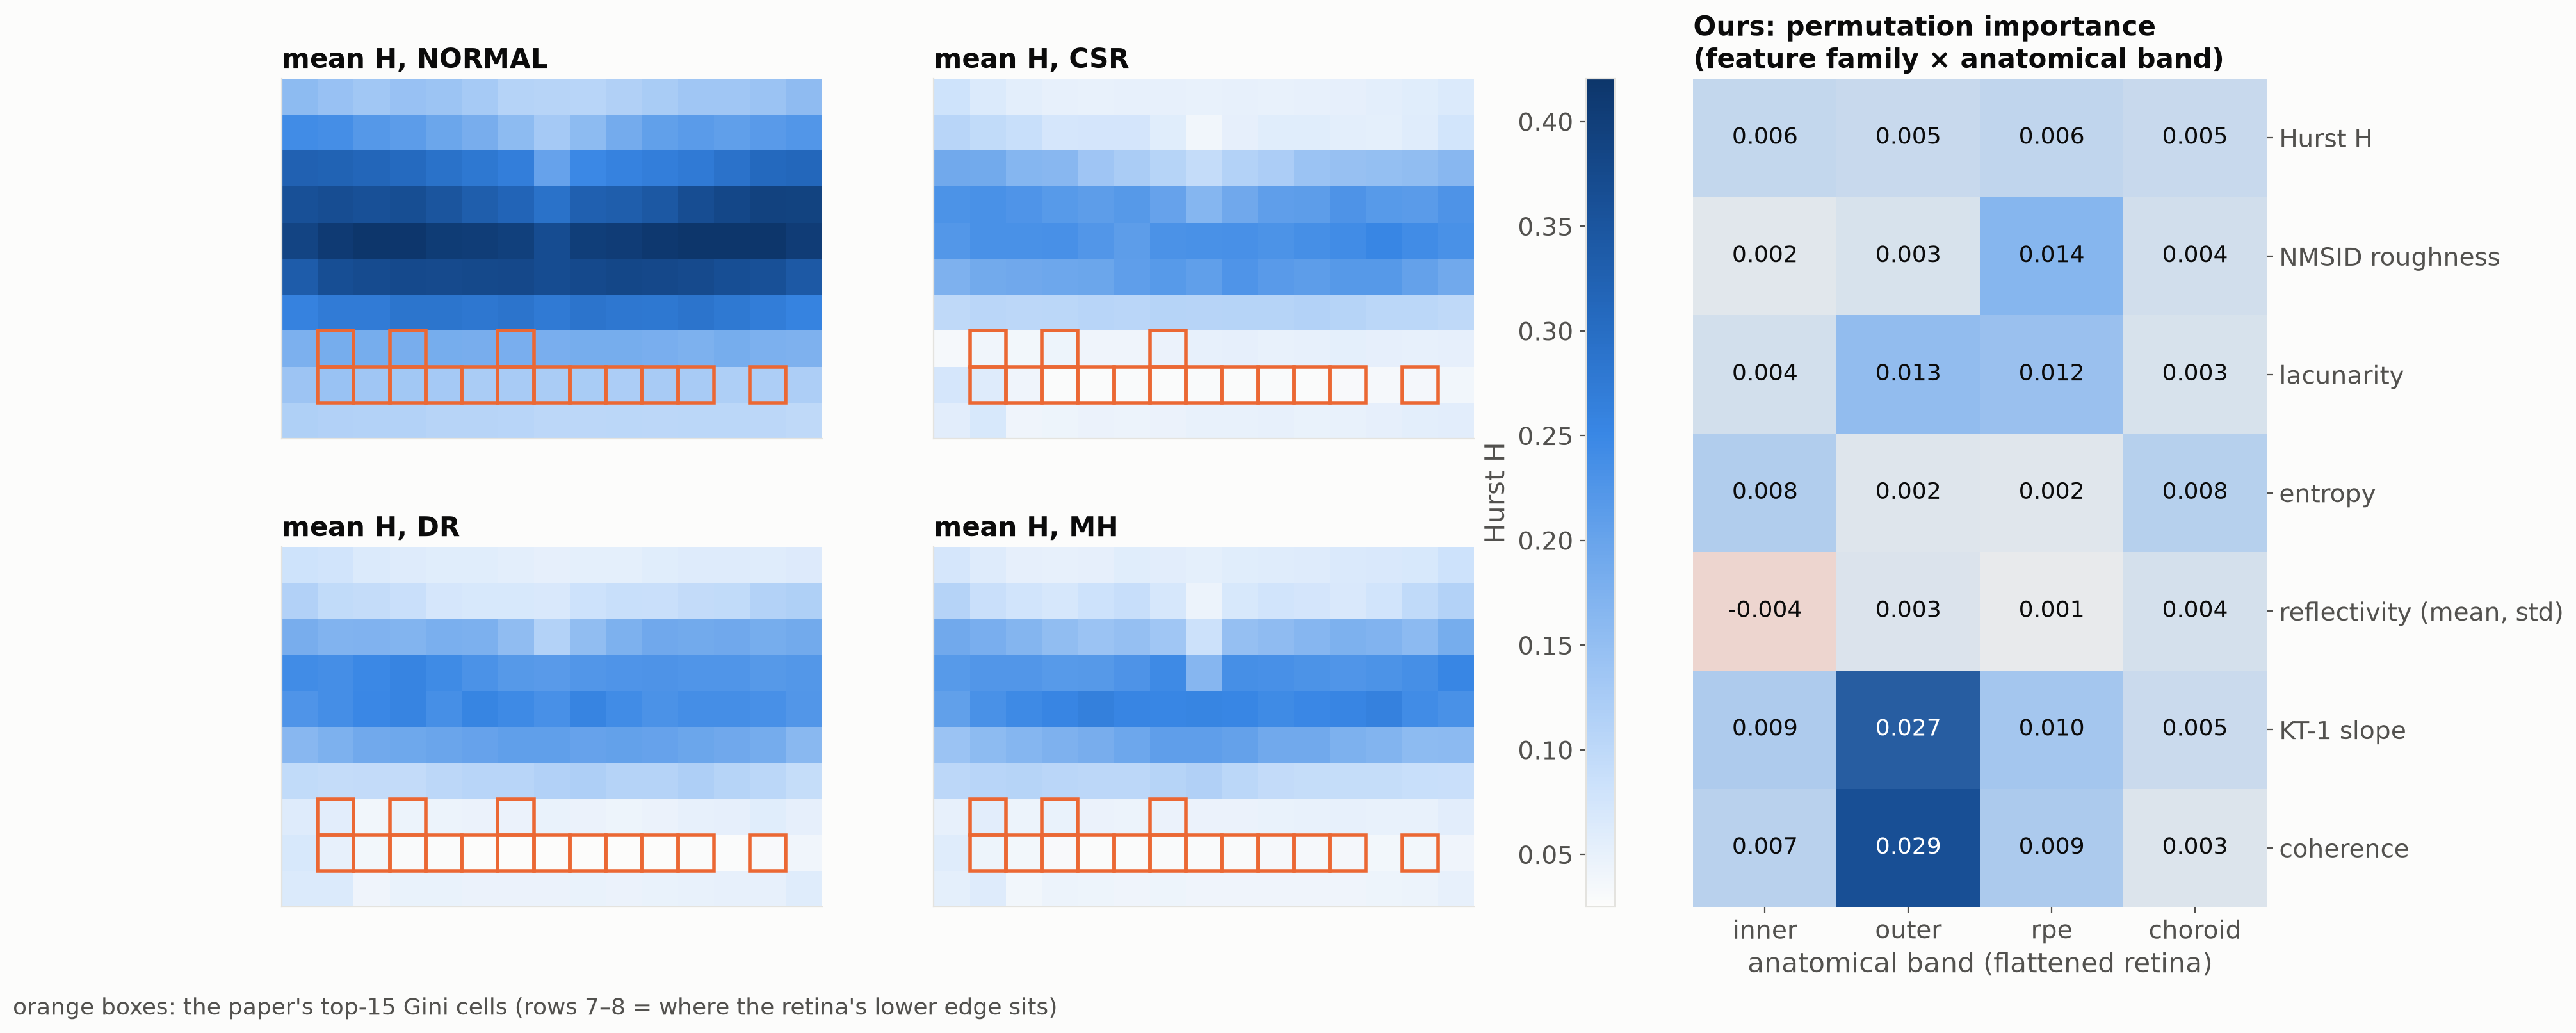 mean H, NORMAL
mean H, CSR
mean H, DR
mean H, MH
Hurst H
0.40
0.35
0.30
0.25
0.20
0.15
0.10
0.05
Ours: permutation importance
(feature family × anatomical band)
0.006 0.005 0.006 0.005 Hurst H
0.002 0.003 0.014 0.004 NMSID roughness
0.004 0.013 0.012 0.003 lacunarity
0.008 0.002 0.002 0.008 entropy
-0.004 0.003 0.001 0.004 reflectivity (mean, std)
0.009 0.027 0.010 0.005 KT-1 slope
0.007 0.029 0.009 0.003 coherence
inner outer rpe choroid
anatomical band (flattened retina)
orange boxes: the paper's top-15 Gini cells (rows 7–8 = where the retina's lower edge sits)